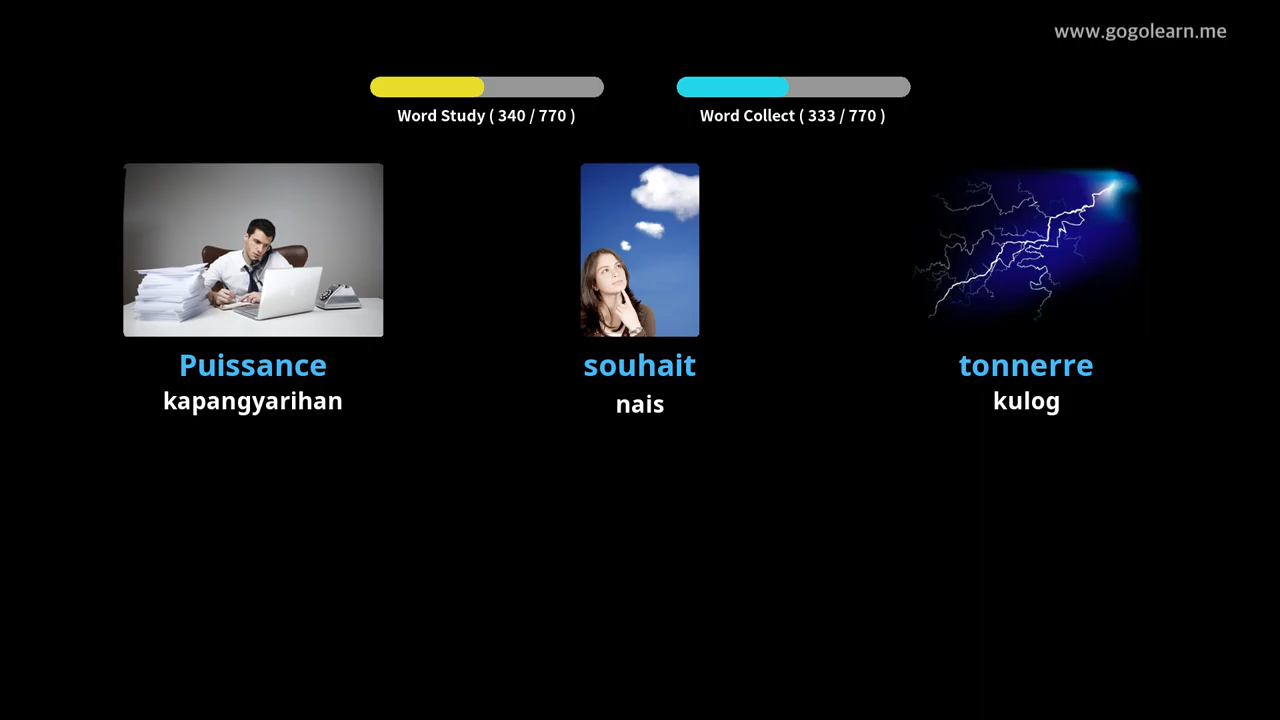 www.gogolearn.me
Word Study ( 340 / 770 )
Word Collect ( 333 / 770 )
Puissance
kapangyarihan
souhait
nais
tonnerre
kulog